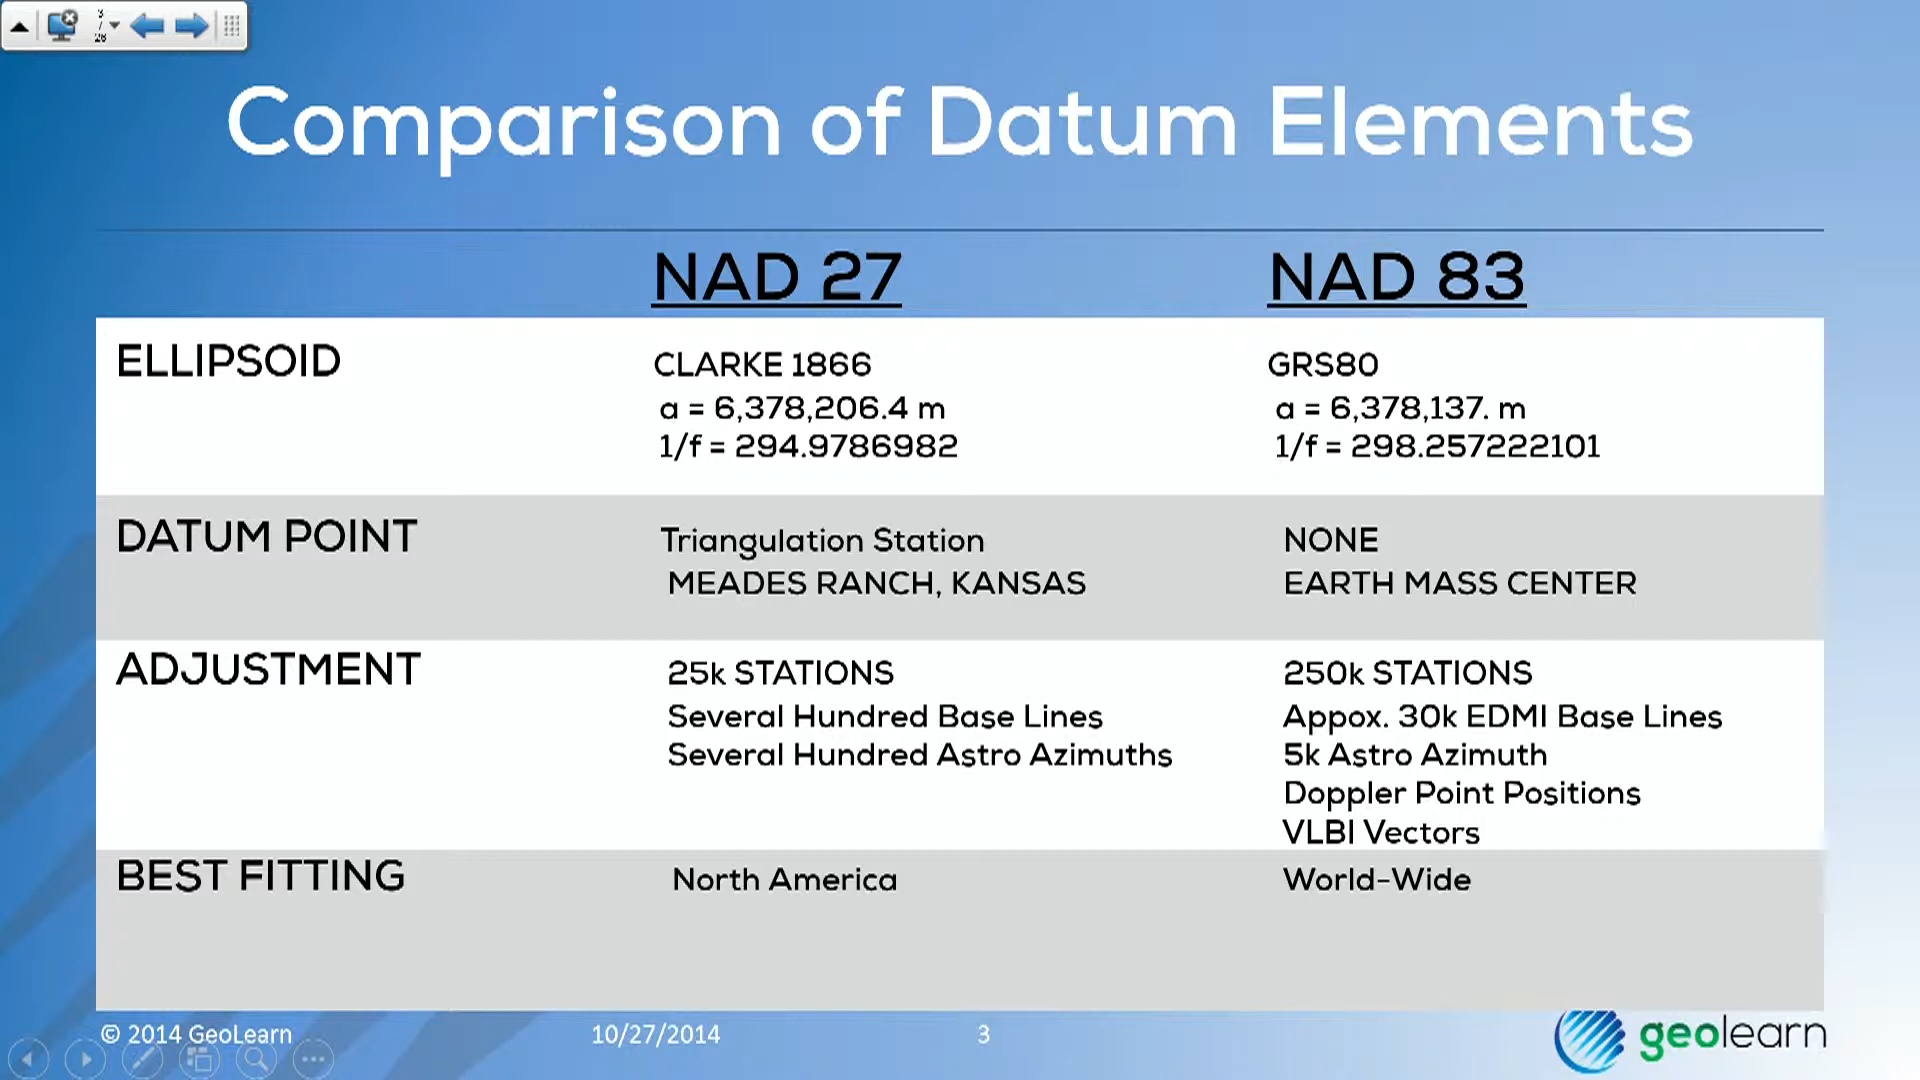 3
/
28
Comparison of Datum Elements
NAD 27 NAD 83
ELLIPSOID CLARKE 1866 GRS80
a = 6,378,206.4 m a = 6,378,137. m
1/f = 294.9786982 1/f = 298.257222101
DATUM POINT Triangulation Station NONE
MEADES RANCH, KANSAS EARTH MASS CENTER
ADJUSTMENT 25k STATIONS 250k STATIONS
Several Hundred Base Lines Appox. 30k EDMI Base Lines
Several Hundred Astro Azimuths 5k Astro Azimuth
Doppler Point Positions
VLBI Vectors
BEST FITTING North America World-Wide
© 2014 GeoLearn 10/27/2014 3 geolearn